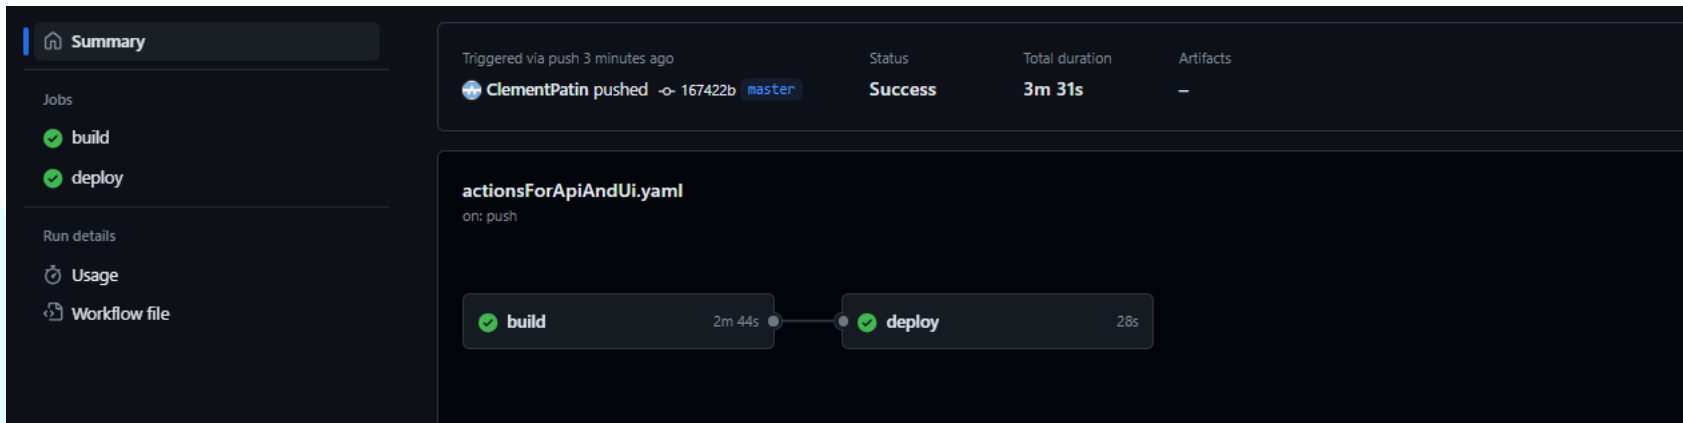 Summary
Jobs
build
deploy
Run details
Usage
Workflow file
Triggered via push 3 minutes ago
ClementPatin pushed 167422b master
Status
Success
Total duration
3m 31s
Artifacts
–
actionsForApiAndUi.yaml
on: push
build 2m 44s
deploy 28s